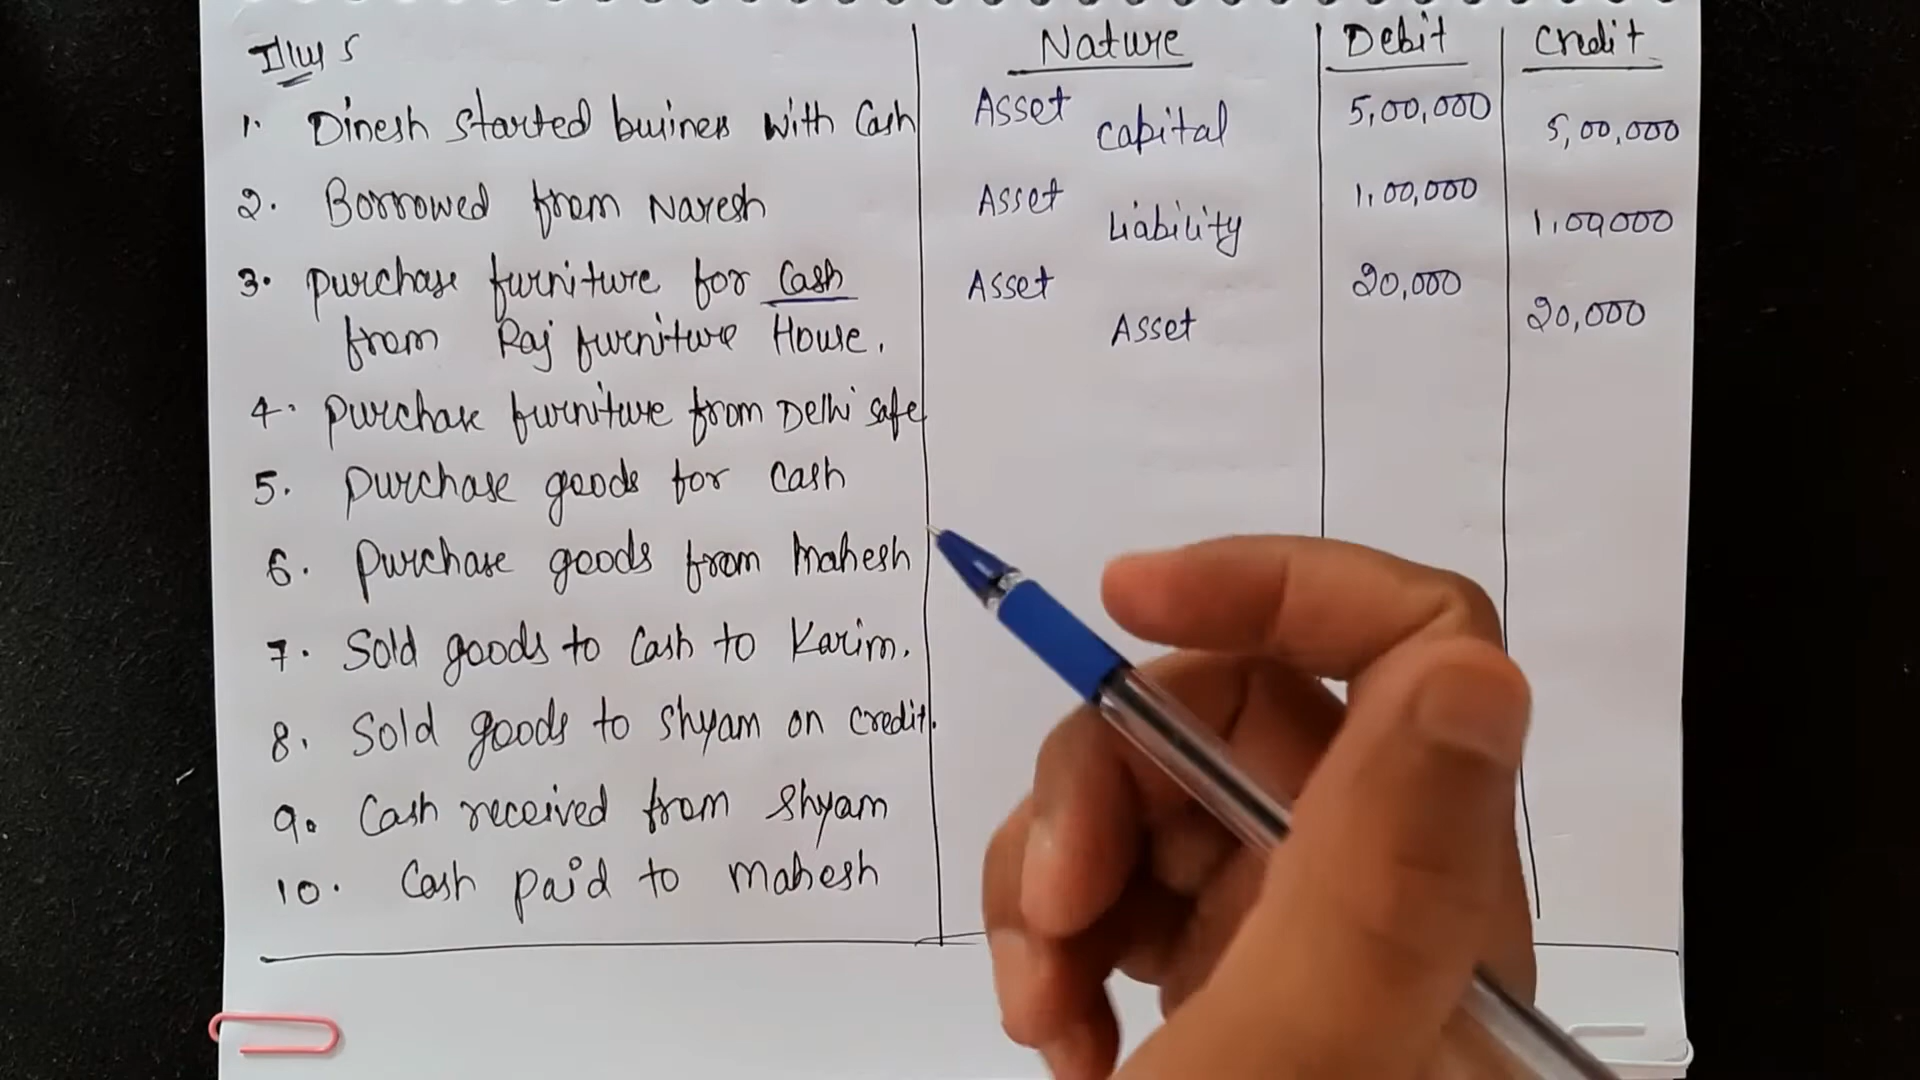 Illus 5
Nature Debit Credit
1. Dinesh started business with Cash Asset 5,00,000
Capital 5,00,000
2. Borrowed from Naresh Asset 1,00,000
Liability 1,00,000
3. purchase furniture for Cash Asset 20,000
from Raj furniture House. Asset 20,000
4. purchase furniture from Delhi safe
5. purchase goods for cash
6. purchase goods from Mahesh
7. Sold goods to Cash to Karim.
8. Sold goods to Shyam on credit.
9. Cash received from Shyam
10. Cash paid to Mahesh